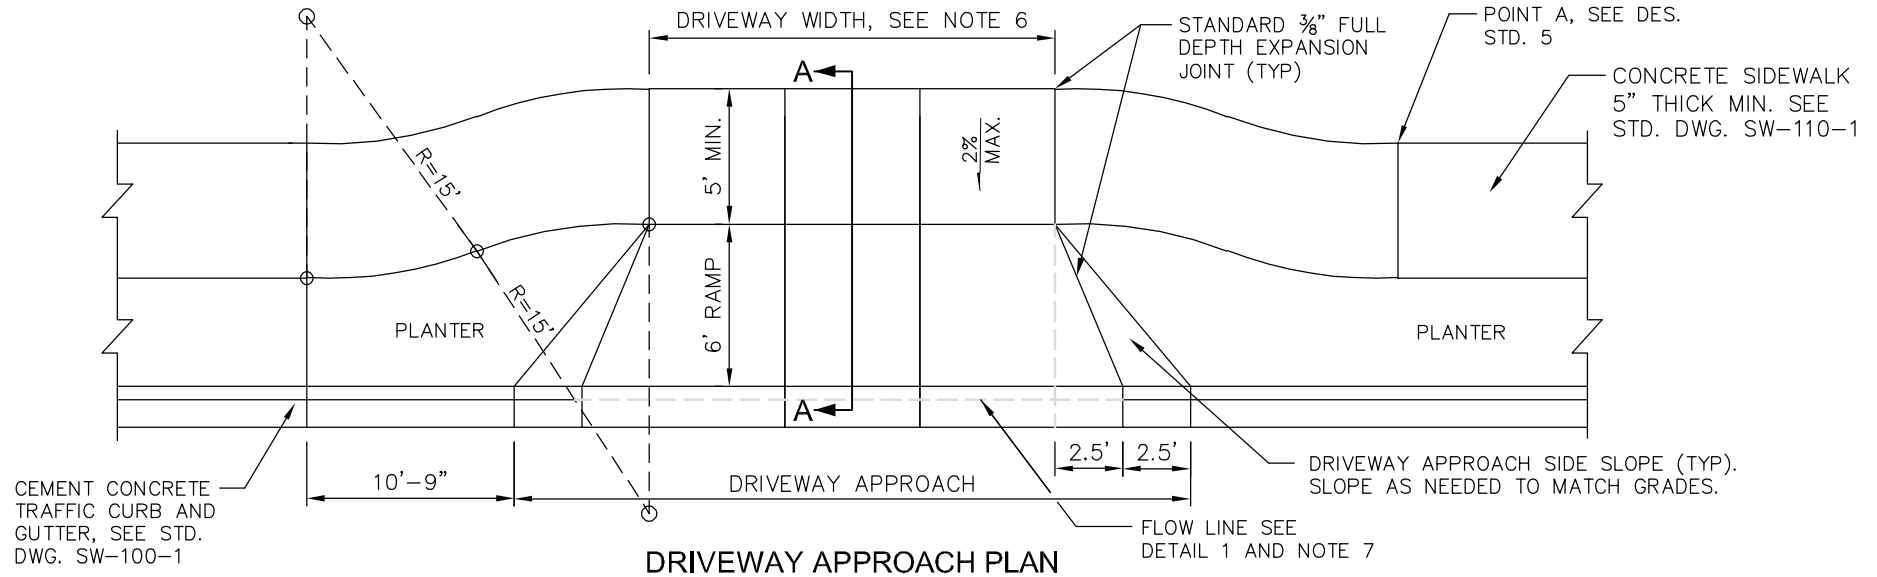 DRIVEWAY WIDTH, SEE NOTE 6
STANDARD ⅜" FULL
DEPTH EXPANSION
JOINT (TYP)
POINT A, SEE DES.
STD. 5
CONCRETE SIDEWALK
5" THICK MIN. SEE
STD. DWG. SW-110-1
A
5' MIN.
2%
MAX.
R=15'
R=15'
6' RAMP
PLANTER
PLANTER
A
2.5'
2.5'
10'-9"
DRIVEWAY APPROACH
CEMENT CONCRETE
TRAFFIC CURB AND
GUTTER, SEE STD.
DWG. SW-100-1
DRIVEWAY APPROACH SIDE SLOPE (TYP).
SLOPE AS NEEDED TO MATCH GRADES.
FLOW LINE SEE
DETAIL 1 AND NOTE 7
DRIVEWAY APPROACH PLAN